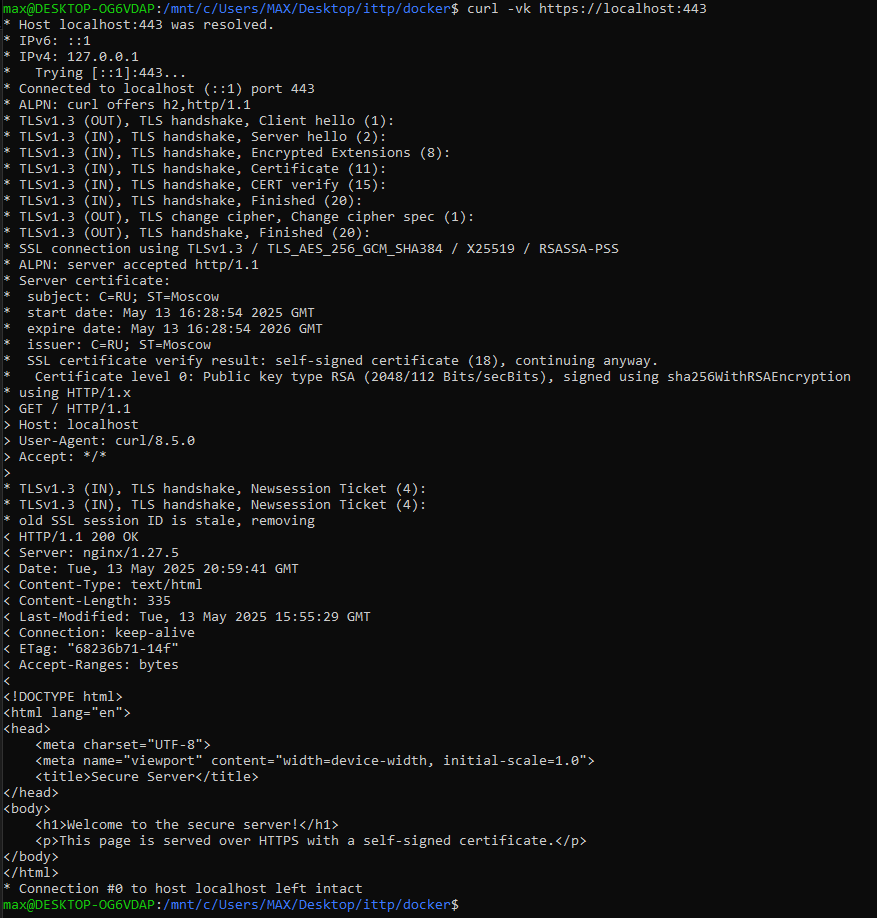 max@DESKTOP-OG6VDAP:/mnt/c/Users/MAX/Desktop/ittp/docker$ curl -vk https://localhost:443
* Host localhost:443 was resolved.
* IPv6: ::1
* IPv4: 127.0.0.1
*   Trying [::1]:443...
* Connected to localhost (::1) port 443
* ALPN: curl offers h2,http/1.1
* TLSv1.3 (OUT), TLS handshake, Client hello (1):
* TLSv1.3 (IN), TLS handshake, Server hello (2):
* TLSv1.3 (IN), TLS handshake, Encrypted Extensions (8):
* TLSv1.3 (IN), TLS handshake, Certificate (11):
* TLSv1.3 (IN), TLS handshake, CERT verify (15):
* TLSv1.3 (IN), TLS handshake, Finished (20):
* TLSv1.3 (OUT), TLS change cipher, Change cipher spec (1):
* TLSv1.3 (OUT), TLS handshake, Finished (20):
* SSL connection using TLSv1.3 / TLS_AES_256_GCM_SHA384 / X25519 / RSASSA-PSS
* ALPN: server accepted http/1.1
* Server certificate:
*  subject: C=RU; ST=Moscow
*  start date: May 13 16:28:54 2025 GMT
*  expire date: May 13 16:28:54 2026 GMT
*  issuer: C=RU; ST=Moscow
*  SSL certificate verify result: self-signed certificate (18), continuing anyway.
*   Certificate level 0: Public key type RSA (2048/112 Bits/secBits), signed using sha256WithRSAEncryption
* using HTTP/1.x
> GET / HTTP/1.1
> Host: localhost
> User-Agent: curl/8.5.0
> Accept: */*
>
* TLSv1.3 (IN), TLS handshake, Newsession Ticket (4):
* TLSv1.3 (IN), TLS handshake, Newsession Ticket (4):
* old SSL session ID is stale, removing
< HTTP/1.1 200 OK
< Server: nginx/1.27.5
< Date: Tue, 13 May 2025 20:59:41 GMT
< Content-Type: text/html
< Content-Length: 335
< Last-Modified: Tue, 13 May 2025 15:55:29 GMT
< Connection: keep-alive
< ETag: "68236b71-14f"
< Accept-Ranges: bytes
<
<!DOCTYPE html>
<html lang="en">
<head>
    <meta charset="UTF-8">
    <meta name="viewport" content="width=device-width, initial-scale=1.0">
    <title>Secure Server</title>
</head>
<body>
    <h1>Welcome to the secure server!</h1>
    <p>This page is served over HTTPS with a self-signed certificate.</p>
</body>
</html>
* Connection #0 to host localhost left intact
max@DESKTOP-OG6VDAP:/mnt/c/Users/MAX/Desktop/ittp/docker$